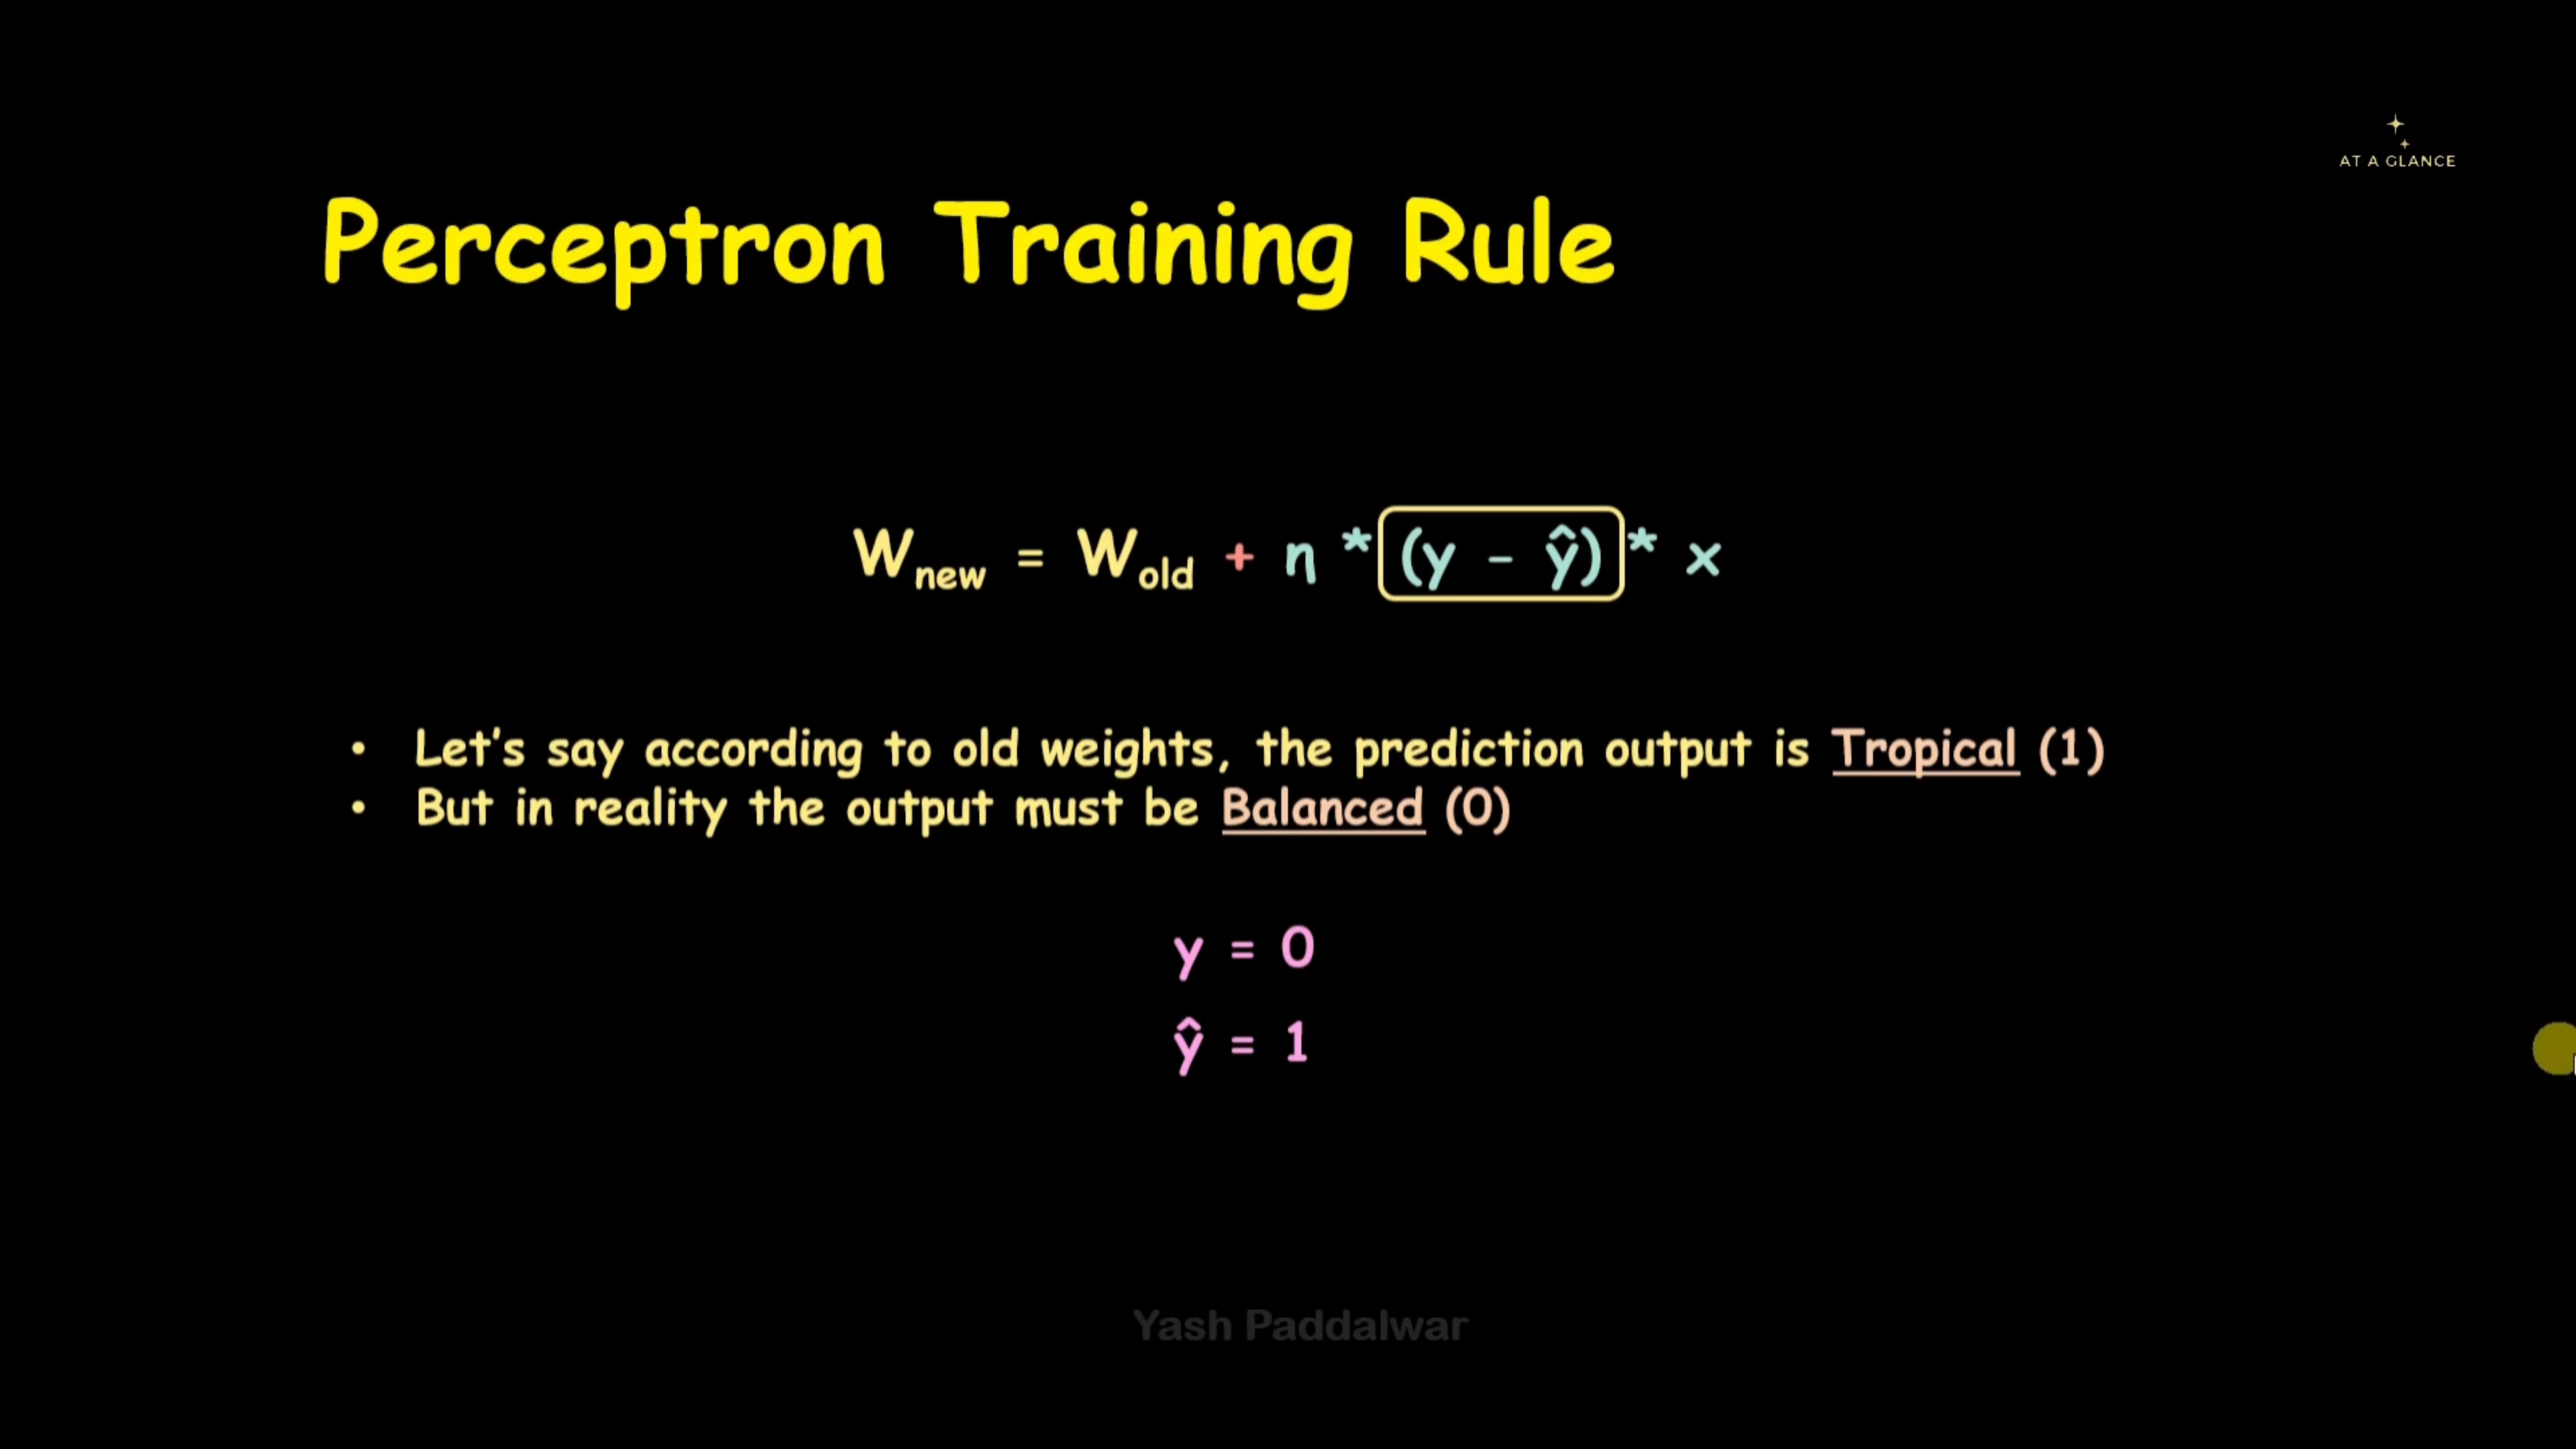 AT A GLANCE
Perceptron Training Rule
Wnew = Wold + n * (y - ŷ) * x
• Let's say according to old weights, the prediction output is Tropical (1)
• But in reality the output must be Balanced (0)
y = 0
ŷ = 1
Yash Paddalwar